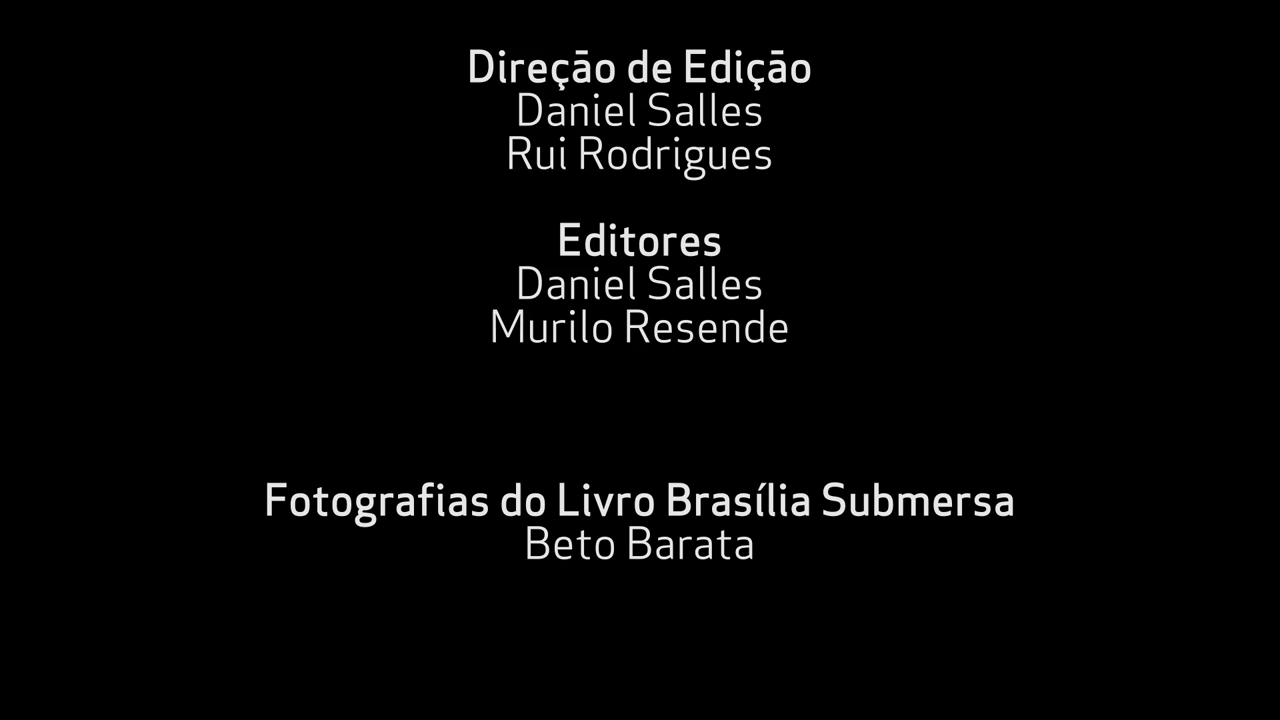 Direção de Edição
Daniel Salles
Rui Rodrigues
Editores
Daniel Salles
Murilo Resende
Fotografias do Livro Brasília Submersa
Beto Barata